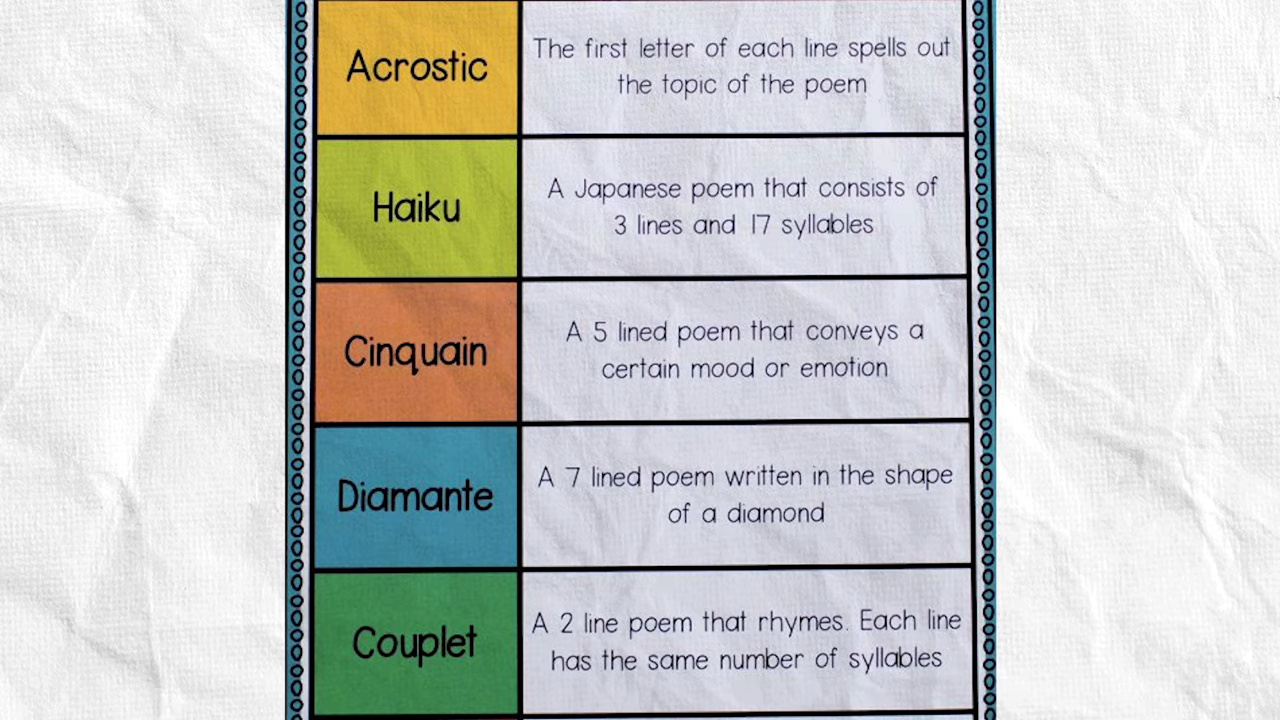 Acrostic
The first letter of each line spells out
the topic of the poem
Haiku
A Japanese poem that consists of
3 lines and 17 syllables
Cinquain
A 5 lined poem that conveys a
certain mood or emotion
Diamante
A 7 lined poem written in the shape
of a diamond
Couplet
A 2 line poem that rhymes. Each line
has the same number of syllables